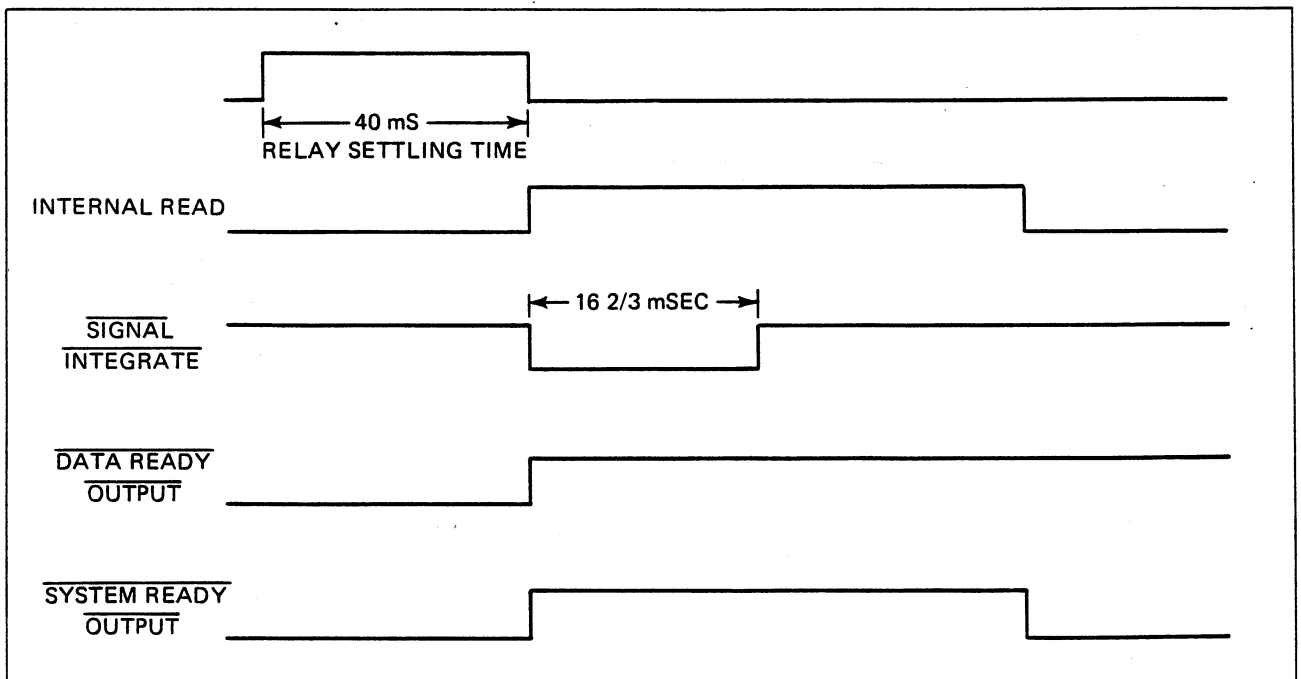 40 mS
RELAY SETTLING TIME
INTERNAL READ
16 2/3 mSEC
SIGNAL
INTEGRATE
DATA READY
OUTPUT
SYSTEM READY
OUTPUT